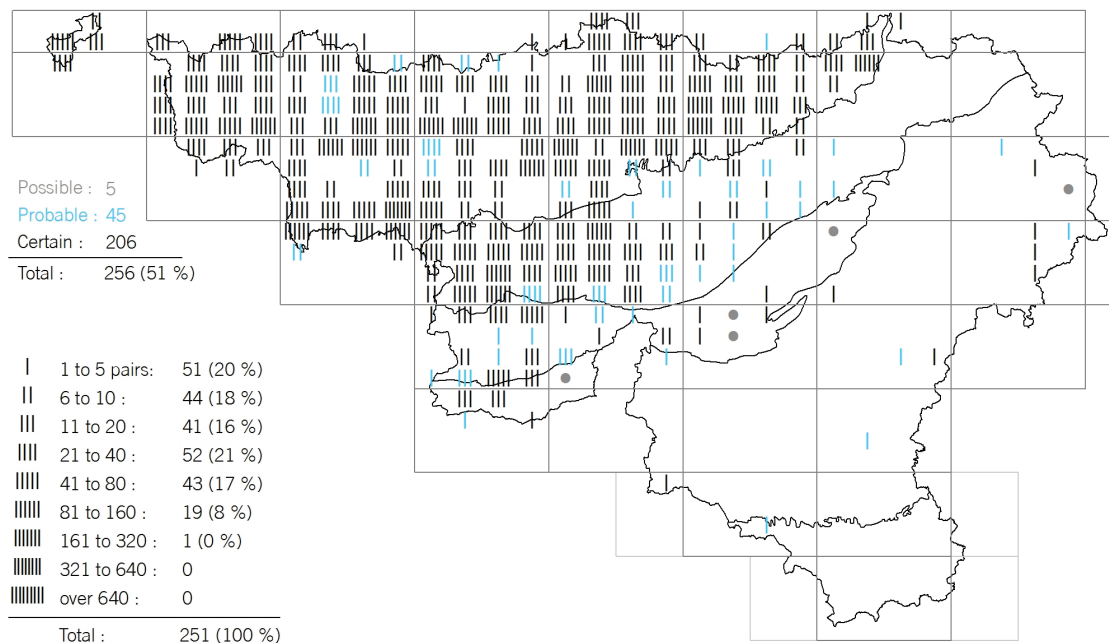 Possible : 5
Probable : 45
Certain : 206
Total : 256 (51 %)
1 to 5 pairs: 51 (20 %)
6 to 10 : 44 (18 %)
11 to 20 : 41 (16 %)
21 to 40 : 52 (21 %)
41 to 80 : 43 (17 %)
81 to 160 : 19 (8 %)
161 to 320 : 1 (0 %)
321 to 640 : 0
over 640 : 0
Total : 251 (100 %)